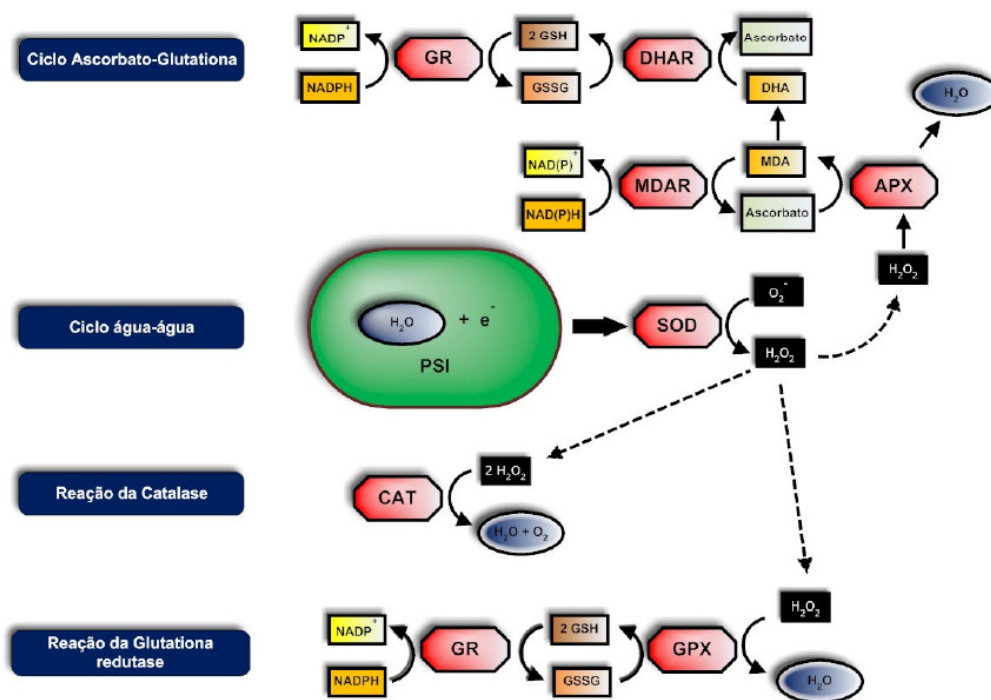 Ciclo Ascorbato-Glutationa
NADP+
NADPH
GR
2 GSH
GSSG
DHAR
Ascorbato
DHA
H2O
NAD(P)+
NAD(P)H
MDAR
MDA
Ascorbato
APX
H2O2
Ciclo água-água
H2O
+ e-
PSI
SOD
O2-
H2O2
Reação da Catalase
CAT
2 H2O2
H2O + O2
Reação da Glutationa
redutase
NADP+
NADPH
GR
2 GSH
GSSG
GPX
H2O2
H2O